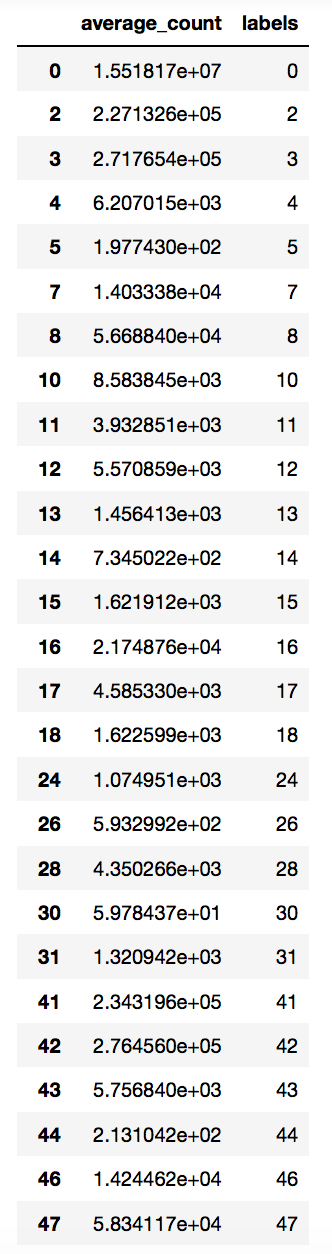 average_count labels
0 1.551817e+07 0
2 2.271326e+05 2
3 2.717654e+05 3
4 6.207015e+03 4
5 1.977430e+02 5
7 1.403338e+04 7
8 5.668840e+04 8
10 8.583845e+03 10
11 3.932851e+03 11
12 5.570859e+03 12
13 1.456413e+03 13
14 7.345022e+02 14
15 1.621912e+03 15
16 2.174876e+04 16
17 4.585330e+03 17
18 1.622599e+03 18
24 1.074951e+03 24
26 5.932992e+02 26
28 4.350266e+03 28
30 5.978437e+01 30
31 1.320942e+03 31
41 2.343196e+05 41
42 2.764560e+05 42
43 5.756840e+03 43
44 2.131042e+02 44
46 1.424462e+04 46
47 5.834117e+04 47